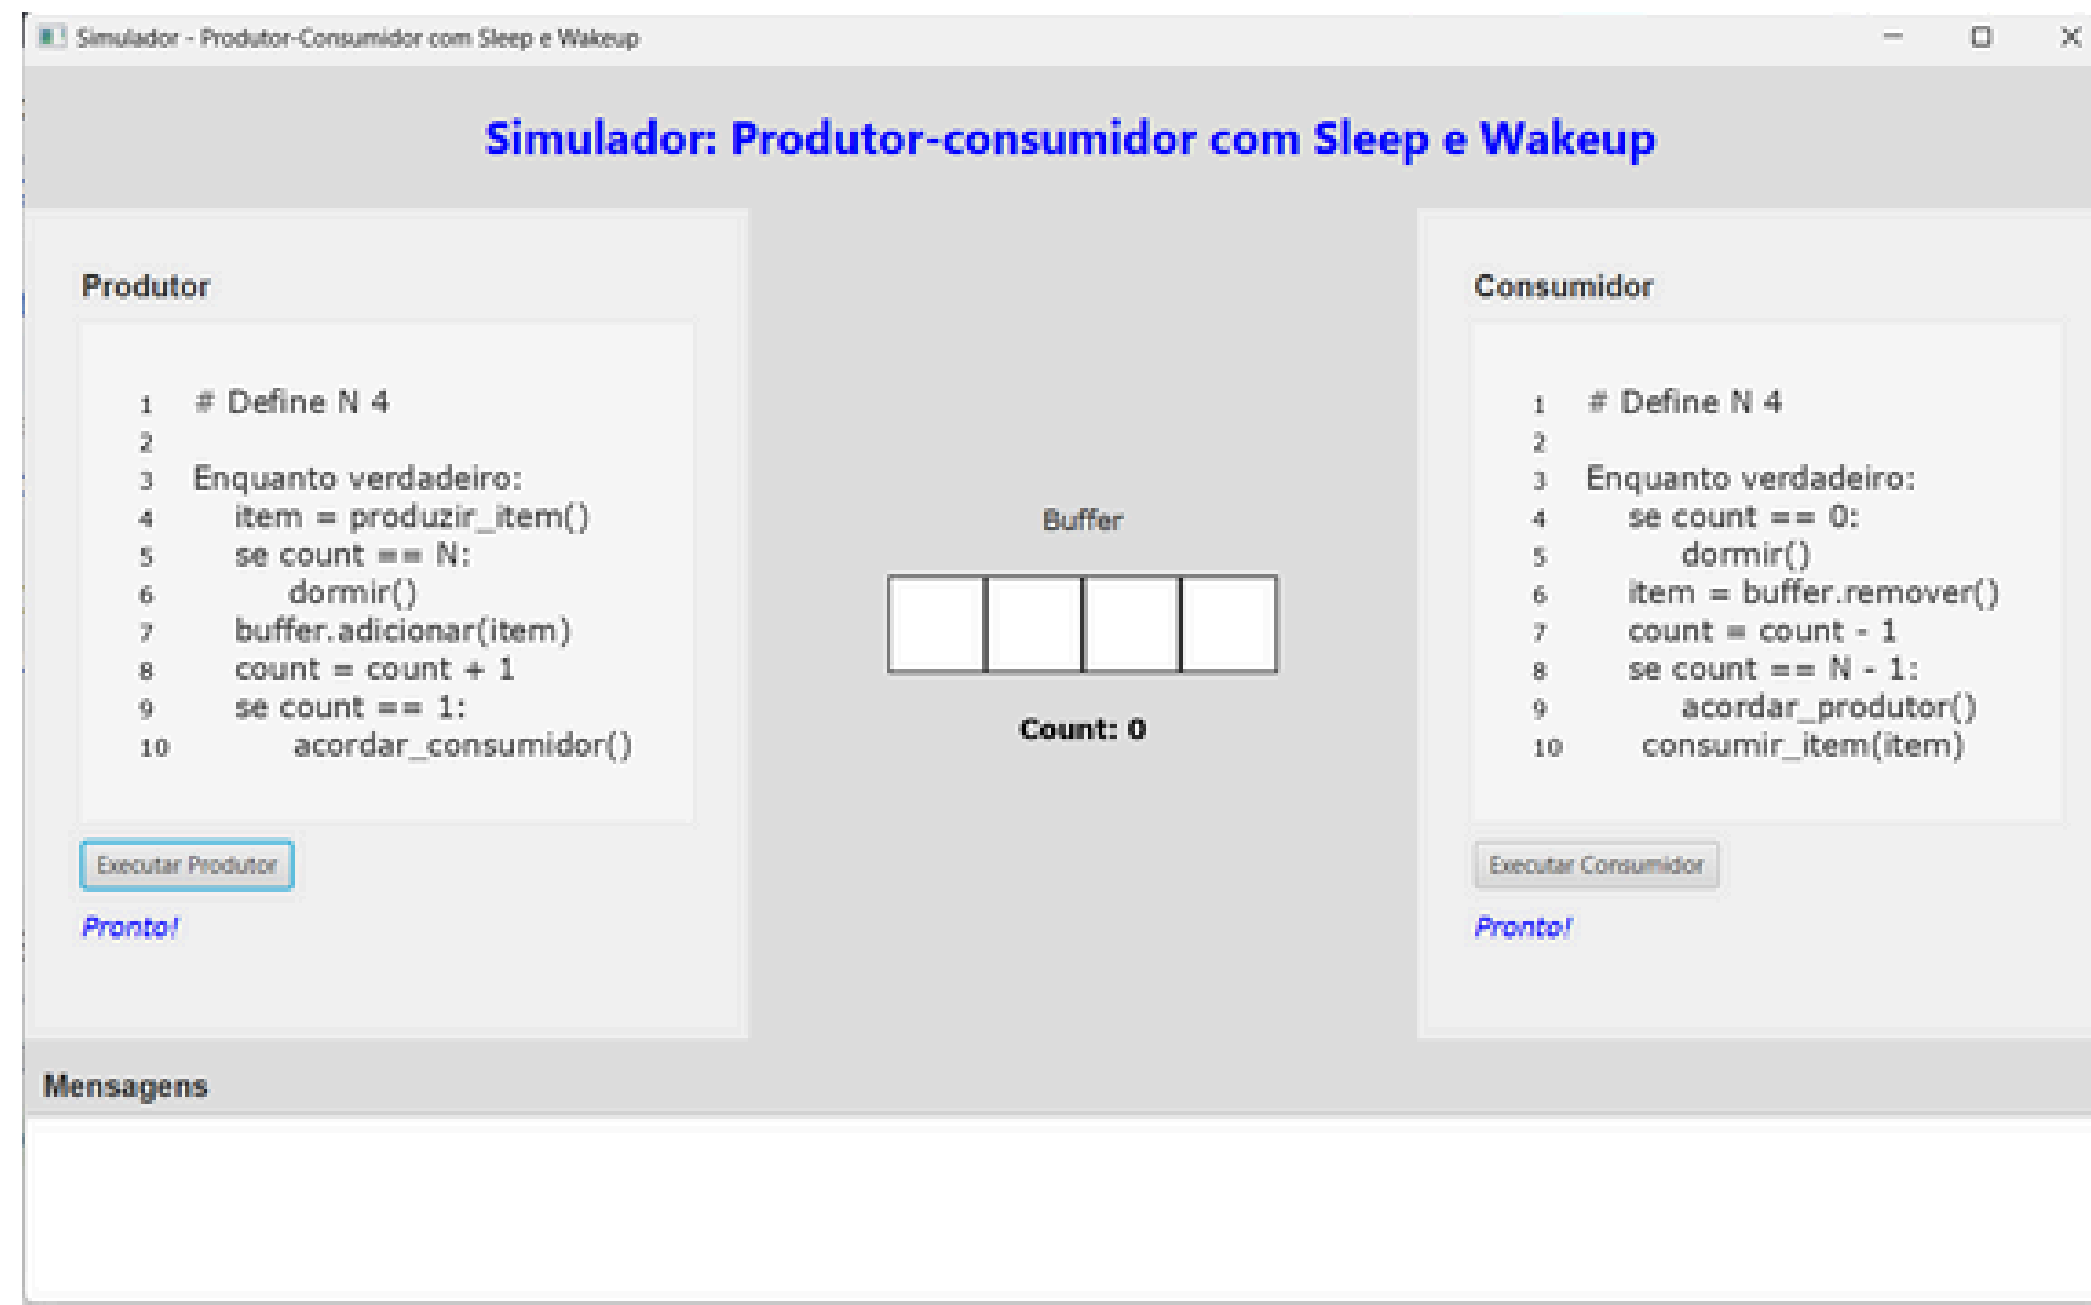 Simulador - Produtor-Consumidor com Sleep e Wakeup
Simulador: Produtor-consumidor com Sleep e Wakeup
Produtor
1 # Define N 4
2
3 Enquanto verdadeiro:
4 item = produzir_item()
5 se count == N:
6 dormir()
7 buffer.adicionar(item)
8 count = count + 1
9 se count == 1:
10 acordar_consumidor()
Executar Produtor
Pronto!
Buffer
Count: 0
Consumidor
1 # Define N 4
2
3 Enquanto verdadeiro:
4 se count == 0:
5 dormir()
6 item = buffer.remover()
7 count = count - 1
8 se count == N - 1:
9 acordar_produtor()
10 consumir_item(item)
Executar Consumidor
Pronto!
Mensagens